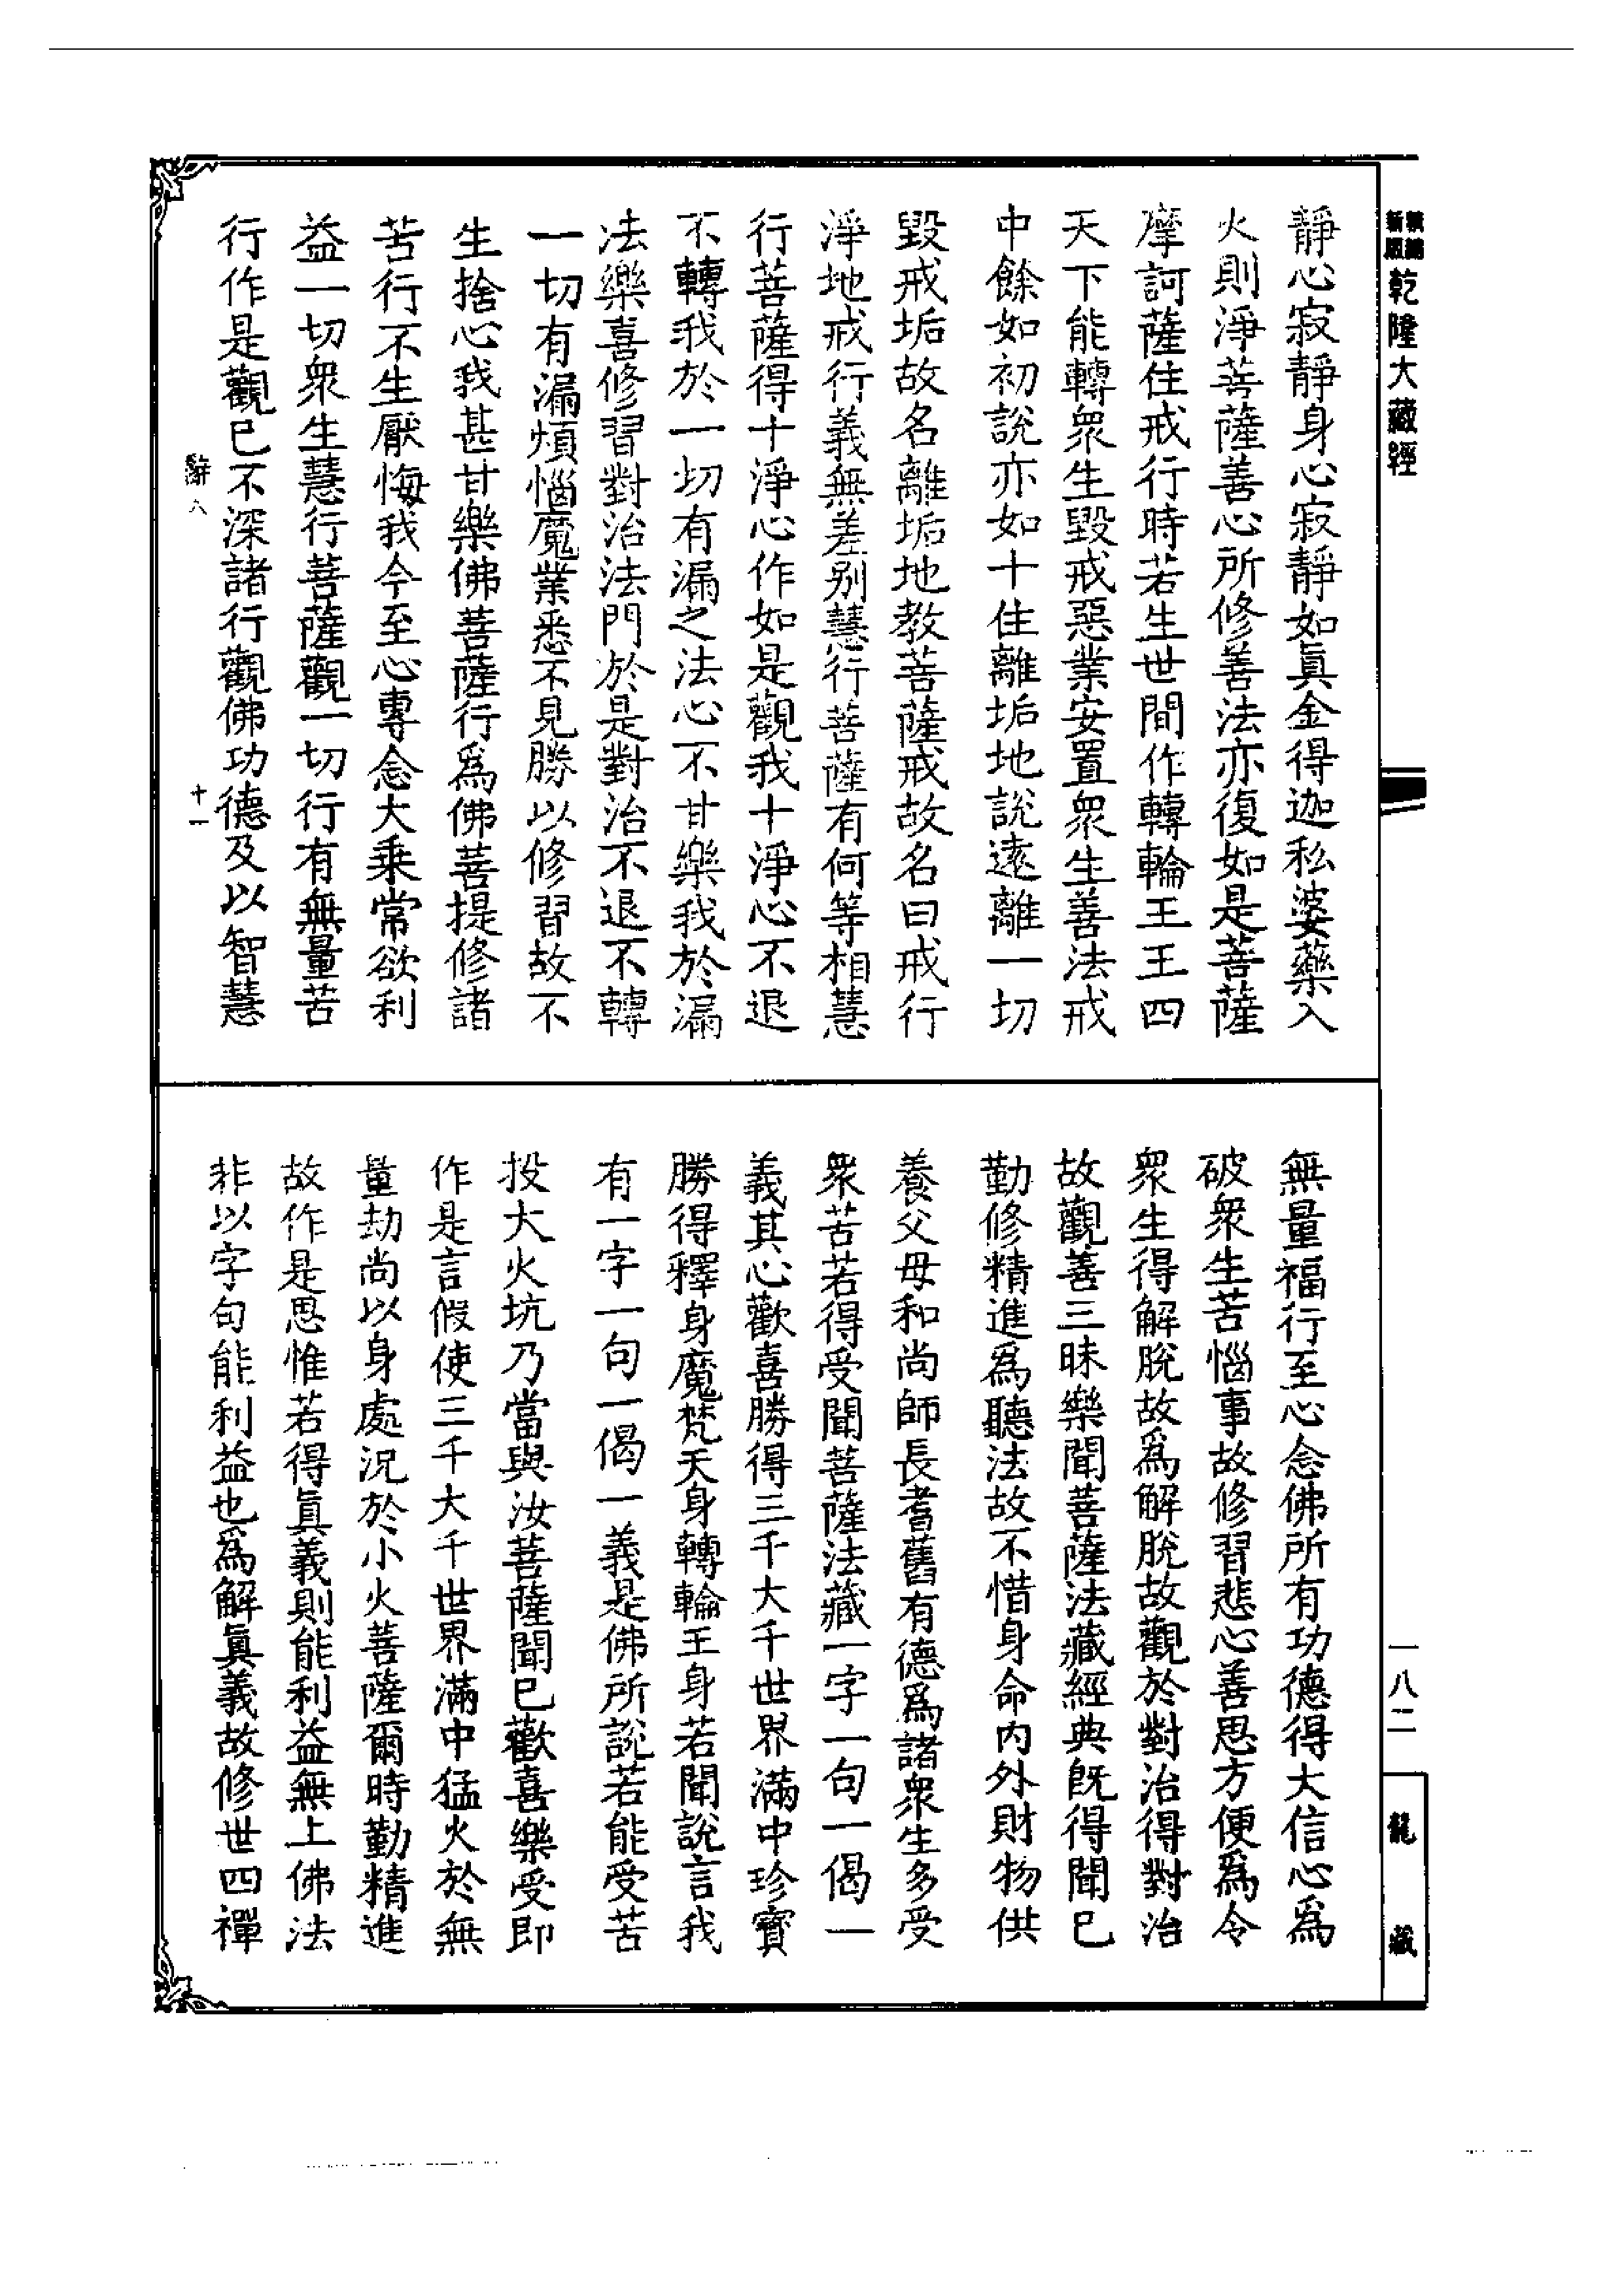 新編
新版
乾隆大藏經
靜心寂靜身心寂靜如眞金得迦私婆藥入
火則淨菩薩善心所修善法亦復如是菩薩
摩訶薩住戒行時若生世間作轉輪王王四
天下能轉衆生毀戒惡業安置衆生善法戒
中餘如初說亦如十住離垢地說遠離一切
毀戒垢故名離垢地教菩薩戒故名曰戒行
淨地戒行義無差别慧行菩薩有何等相慧
行菩薩得十淨心作如是觀我十淨心不退
不轉我於一切有漏之法心不甘樂我於漏
法樂喜修習對治法門於是對治不退不轉
一切有漏煩惱魔業悉不見勝以修習故不
生捨心我甚甘樂佛菩薩行爲佛菩提修諸
苦行不生厭悔我今至心專念大乘常欲利
益一切衆生慧行菩薩觀一切行有無量苦
行作是觀已不深諸行觀佛功德及以智慧
十一
無量福行至心念佛所有功德得大信心爲
破衆生苦惱事故修習悲心善思方便爲令
衆生得解脫故爲解脫故觀於對治得對治
故觀善三昧樂聞菩薩法藏經典旣得聞已
勤修精進爲聽法故不惜身命内外財物供
養父母和尚師長耆舊有德爲諸衆生多受
衆苦若得受聞菩薩法藏一字一句一偈一
義其心歡喜勝得三千大千世界滿中珍寶
勝得釋身魔梵天身轉輪王身若聞說言我
有一字一句一偈一義是佛所說若能受苦
投大火坑乃當與汝菩薩聞已歡喜樂受即
作是言假使三千大千世界滿中猛火於無
量劫尚以身處況於小火菩薩爾時勤精進
故作是思惟若得眞義則能利益無上佛法
非以字句能利益也爲解眞義故修世四禪
一八二
龍藏